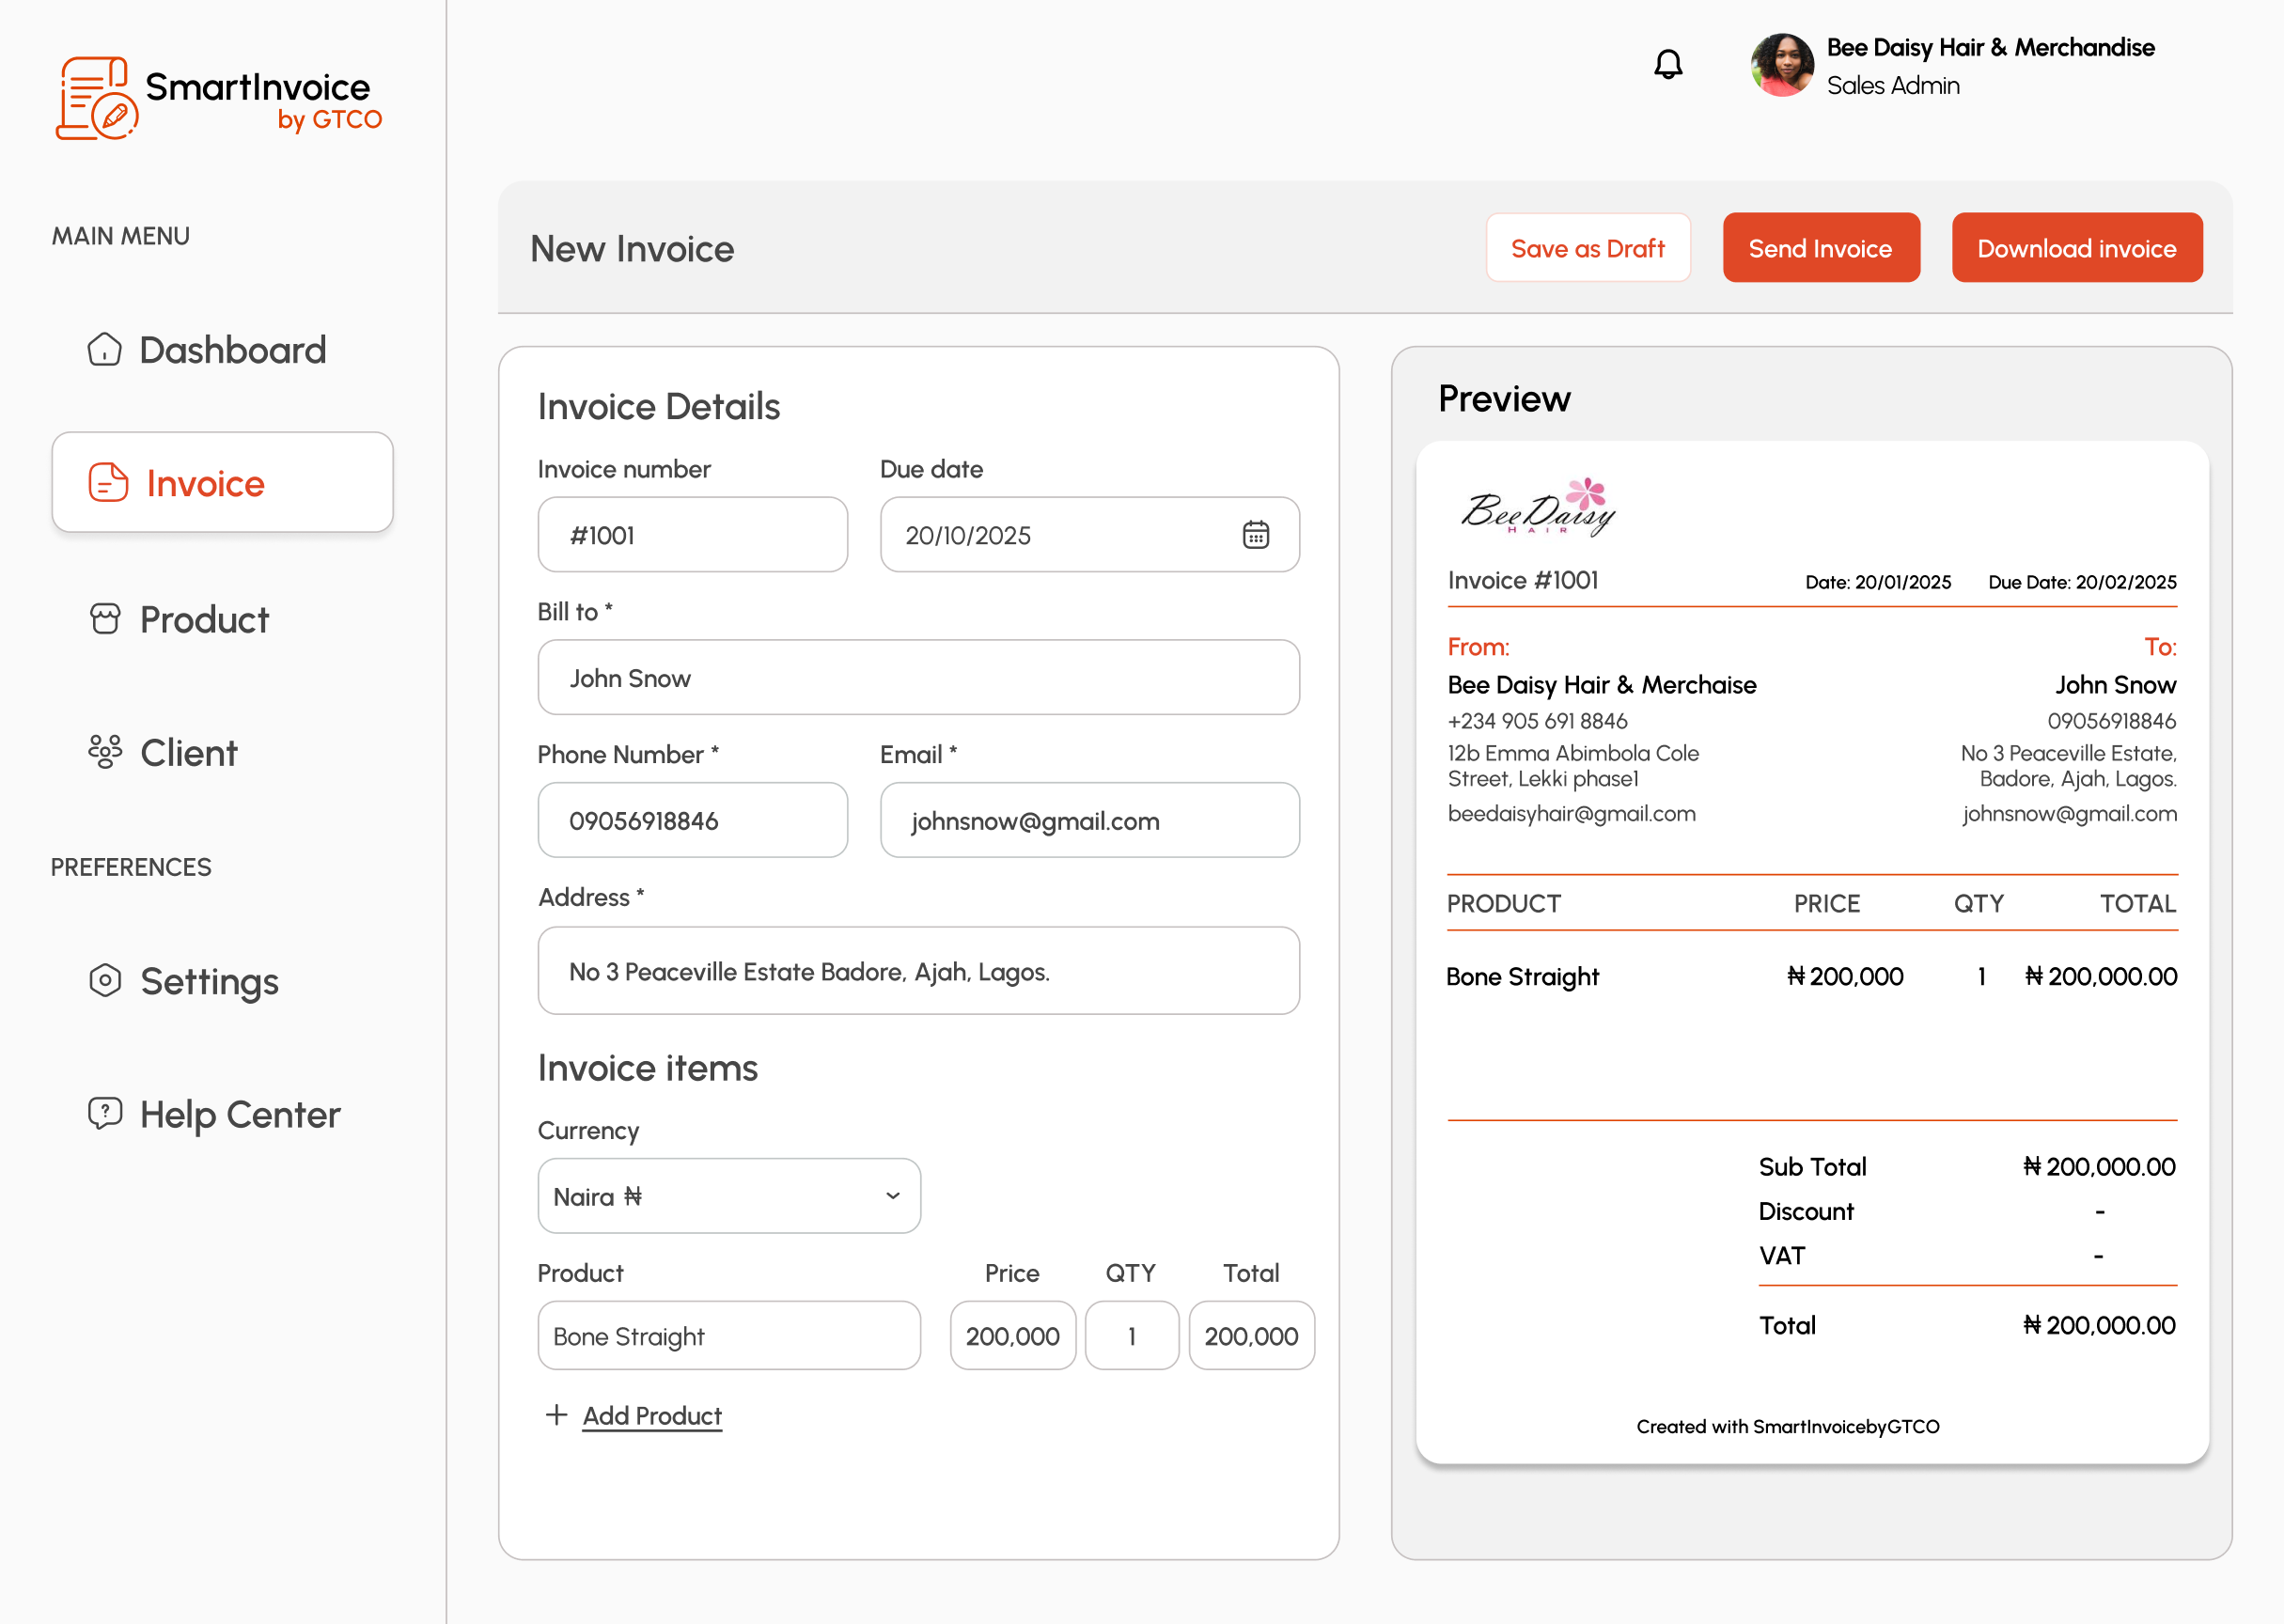 SmartInvoice
by GTCO
MAIN MENU
Dashboard
Invoice
Product
Client
PREFERENCES
Settings
Help Center
Bee Daisy Hair & Merchandise
Sales Admin
New Invoice
Save as Draft
Send Invoice
Download invoice
Invoice Details
Invoice number
Due date
#1001
20/10/2025
Bill to *
John Snow
Phone Number *
Email *
09056918846
johnsnow@gmail.com
Address *
No 3 Peaceville Estate Badore, Ajah, Lagos.
Invoice items
Currency
Naira ₦
Product Price QTY Total
Bone Straight 200,000 1 200,000
+ Add Product
Preview
Bee Daisy
HAIR
Invoice #1001 Date: 20/01/2025 Due Date: 20/02/2025
From:
Bee Daisy Hair & Merchaise
+234 905 691 8846
12b Emma Abimbola Cole
Street, Lekki phase1
beedaisyhair@gmail.com
To:
John Snow
09056918846
No 3 Peaceville Estate,
Badore, Ajah, Lagos.
johnsnow@gmail.com
PRODUCT PRICE QTY TOTAL
Bone Straight ₦ 200,000 1 ₦ 200,000.00
Sub Total ₦ 200,000.00
Discount -
VAT -
Total ₦ 200,000.00
Created with SmartInvoicebyGTCO